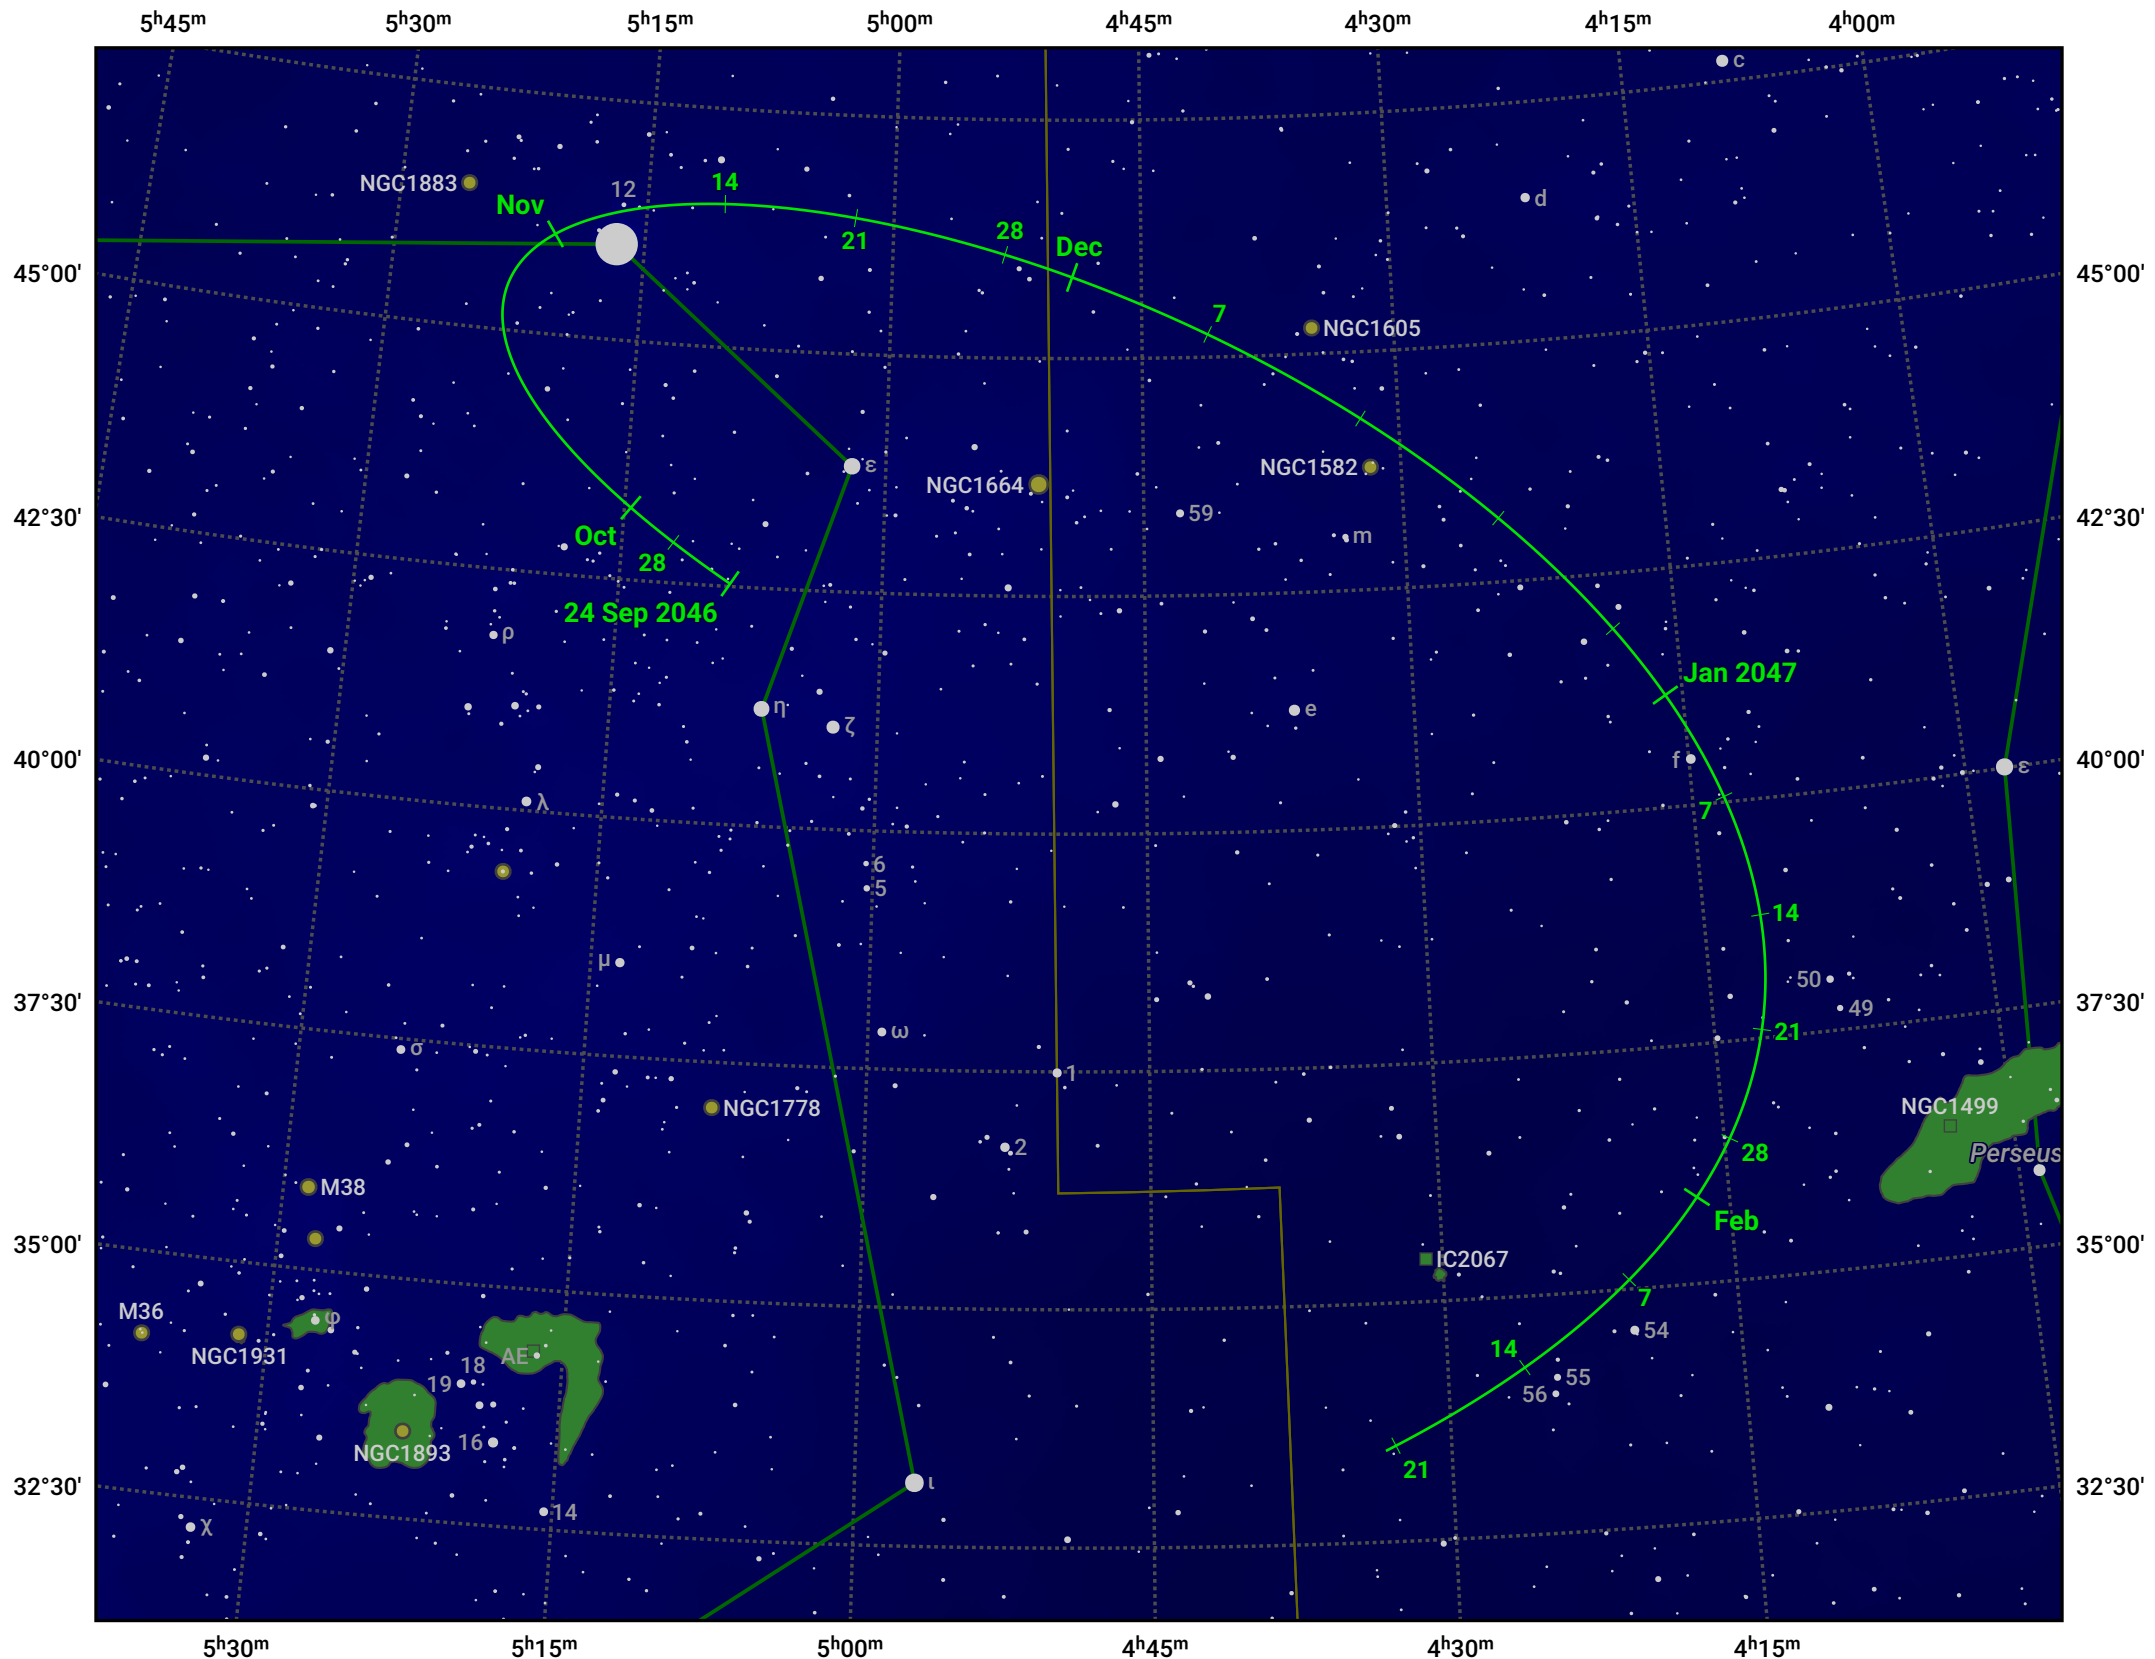 5ʰ45ᵐ 5ʰ30ᵐ 5ʰ15ᵐ 5ʰ00ᵐ 4ʰ45ᵐ 4ʰ30ᵐ 4ʰ15ᵐ 4ʰ00ᵐ
c
NGC1883
12
14
d
Nov
21
28
Dec
45°00'
45°00'
7
NGC1605
ε
NGC1664
NGC1582
59
42°30'
42°30'
Oct
m
28
24 Sep 2046
ρ
Jan 2047
η
ζ
e
40°00'
f
ε
40°00'
λ
7
6
5
14
μ
50
37°30'
49
37°30'
ω
21
σ
1
NGC1778
NGC1499
2
28
Perseus
M38
Feb
35°00'
35°00'
IC2067
7
M36
φ
54
NGC1931
AE
14
18
19
55
56
16
NGC1893
21
32°30'
ι
32°30'
14
χ
5ʰ30ᵐ 5ʰ15ᵐ 5ʰ00ᵐ 4ʰ45ᵐ 4ʰ30ᵐ 4ʰ15ᵐ